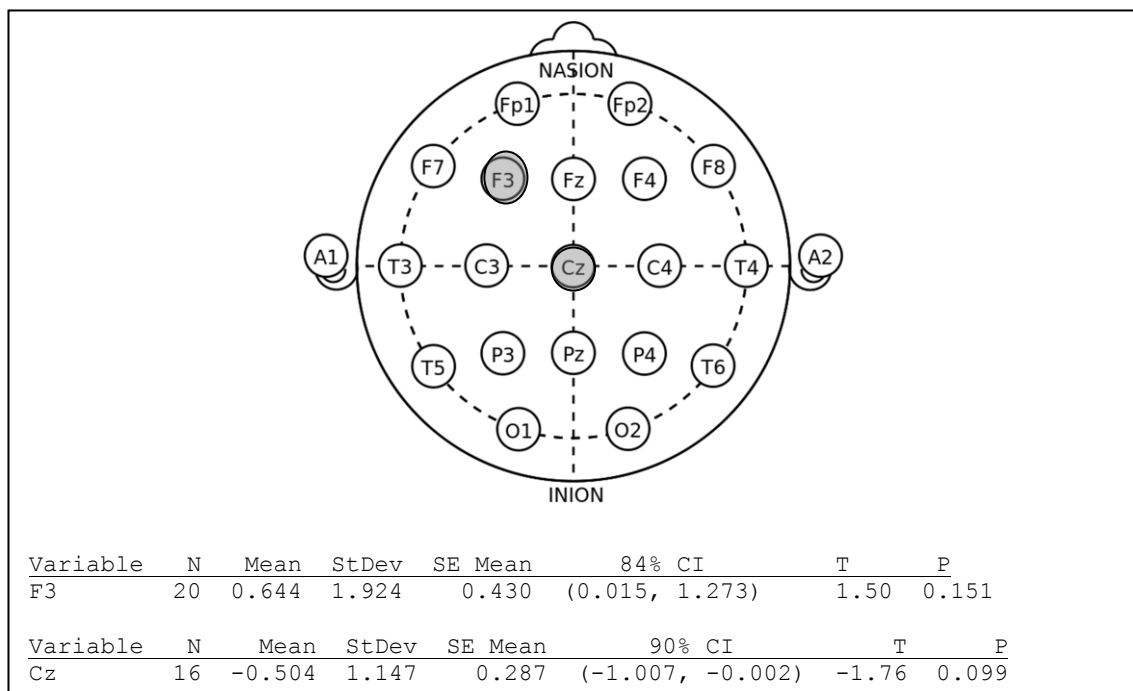 NASION
Fp1 Fp2
F7 F3 Fz F4 F8
A1 T3 C3 Cz C4 T4 A2
T5 P3 Pz P4 T6
O1 O2
INION
Variable N Mean StDev SE Mean 84% CI T P
F3 20 0.644 1.924 0.430 (0.015, 1.273) 1.50 0.151
Variable N Mean StDev SE Mean 90% CI T P
Cz 16 -0.504 1.147 0.287 (-1.007, -0.002) -1.76 0.099